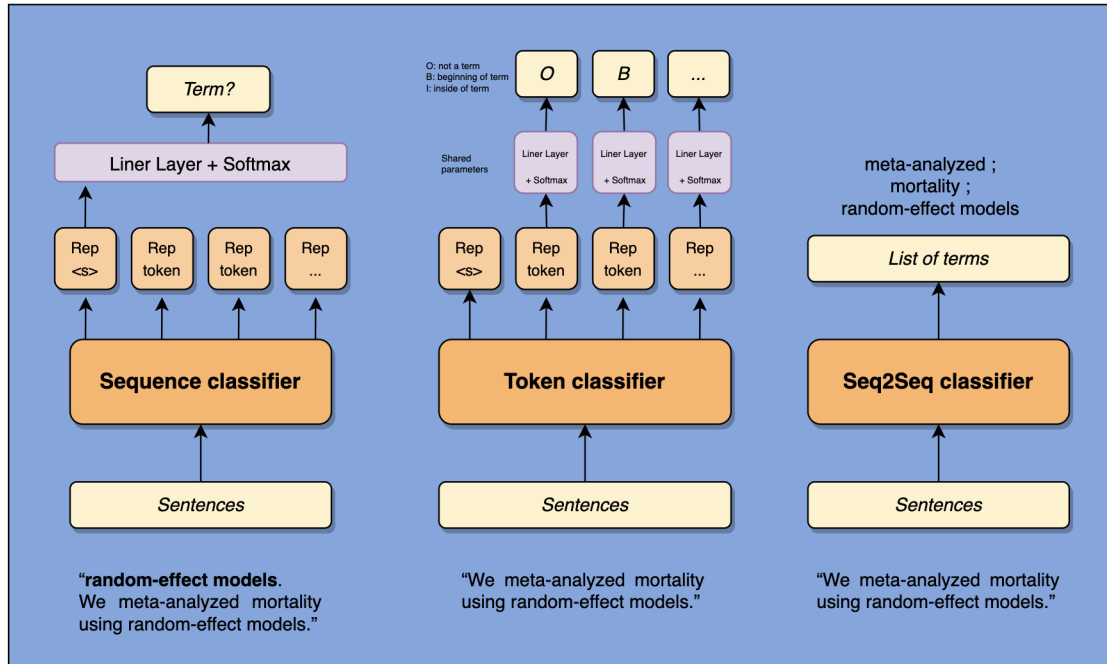 Term?
Liner Layer + Softmax
Rep
<s>
Rep
token
Rep
token
Rep
...
Sequence classifier
Sentences
“random-effect models.
We meta-analyzed mortality
using random-effect models.”
O: not a term
B: beginning of term
I: inside of term
O
B
...
Shared
parameters
Liner Layer
+ Softmax
Liner Layer
+ Softmax
Liner Layer
+ Softmax
Rep
<s>
Rep
token
Rep
token
Rep
...
Token classifier
Sentences
“We meta-analyzed mortality
using random-effect models.”
meta-analyzed ;
mortality ;
random-effect models
List of terms
Seq2Seq classifier
Sentences
“We meta-analyzed mortality
using random-effect models.”